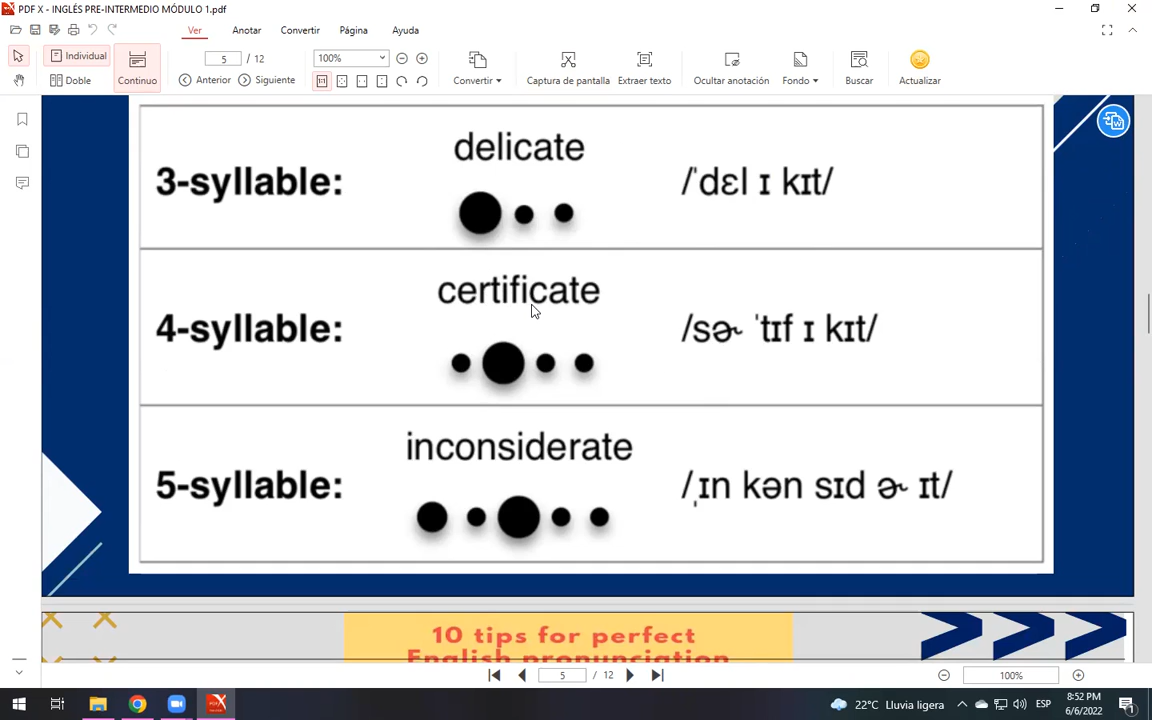 PDF X - INGLÉS PRE-INTERMEDIO MÓDULO 1.pdf
Ver Anotar Convertir Página Ayuda
Individual Doble Continuo
5 / 12
Anterior Siguiente
100%
Convertir Captura de pantalla Extraer texto Ocultar anotación Fondo Buscar Actualizar
delicate
3-syllable: /ˈdɛl ɪ kɪt/
certificate
4-syllable: /sɚ ˈtɪf ɪ kɪt/
inconsiderate
5-syllable: /ˌɪn kən sɪd ɚ ɪt/
10 tips for perfect
English pronunciation
5 / 12 100%
22°C Lluvia ligera ESP 8:52 PM
6/6/2022
1